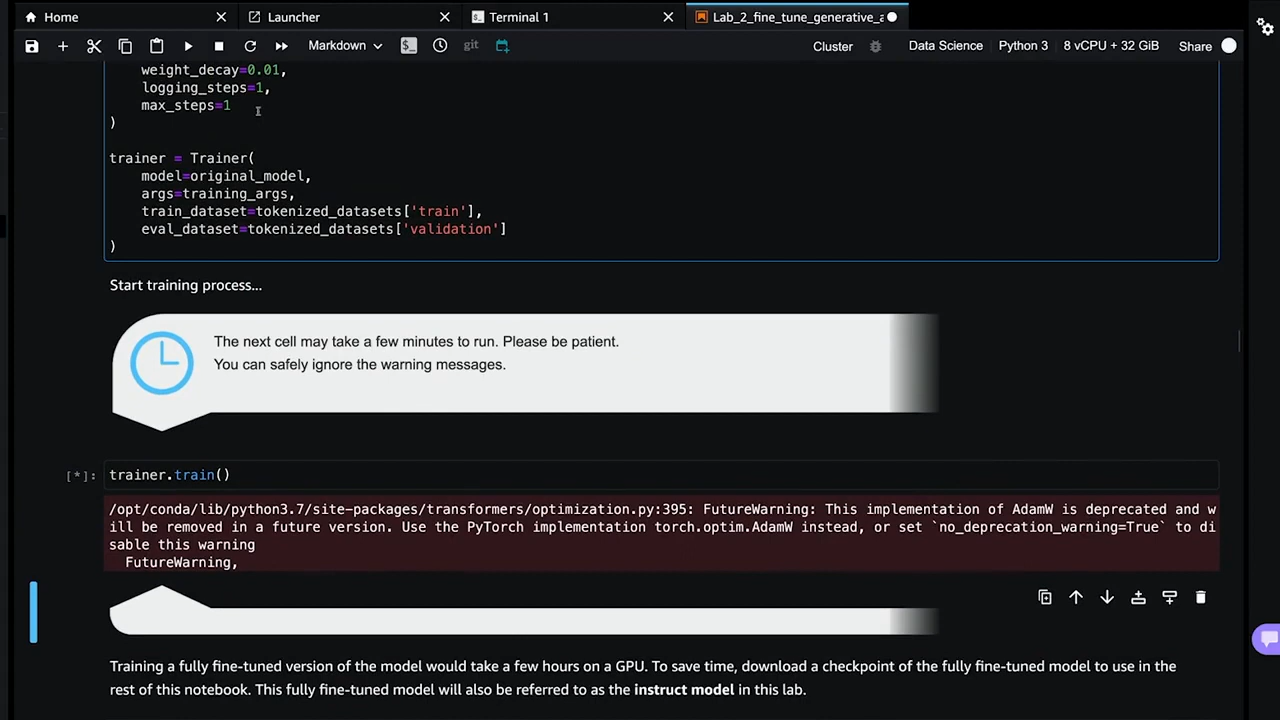 Home
Launcher
Terminal 1
Lab_2_fine_tune_generative_a
Markdown
git
Cluster
Data Science
Python 3
8 vCPU + 32 GiB
Share
weight_decay=0.01,
logging_steps=1,
max_steps=1
)
trainer = Trainer(
model=original_model,
args=training_args,
train_dataset=tokenized_datasets['train'],
eval_dataset=tokenized_datasets['validation']
)
Start training process...
The next cell may take a few minutes to run. Please be patient.
You can safely ignore the warning messages.
[*]:
trainer.train()
/opt/conda/lib/python3.7/site-packages/transformers/optimization.py:395: FutureWarning: This implementation of AdamW is deprecated and w
ill be removed in a future version. Use the PyTorch implementation torch.optim.AdamW instead, or set `no_deprecation_warning=True` to di
sable this warning
FutureWarning,
Training a fully fine-tuned version of the model would take a few hours on a GPU. To save time, download a checkpoint of the fully fine-tuned model to use in the
rest of this notebook. This fully fine-tuned model will also be referred to as the instruct model in this lab.